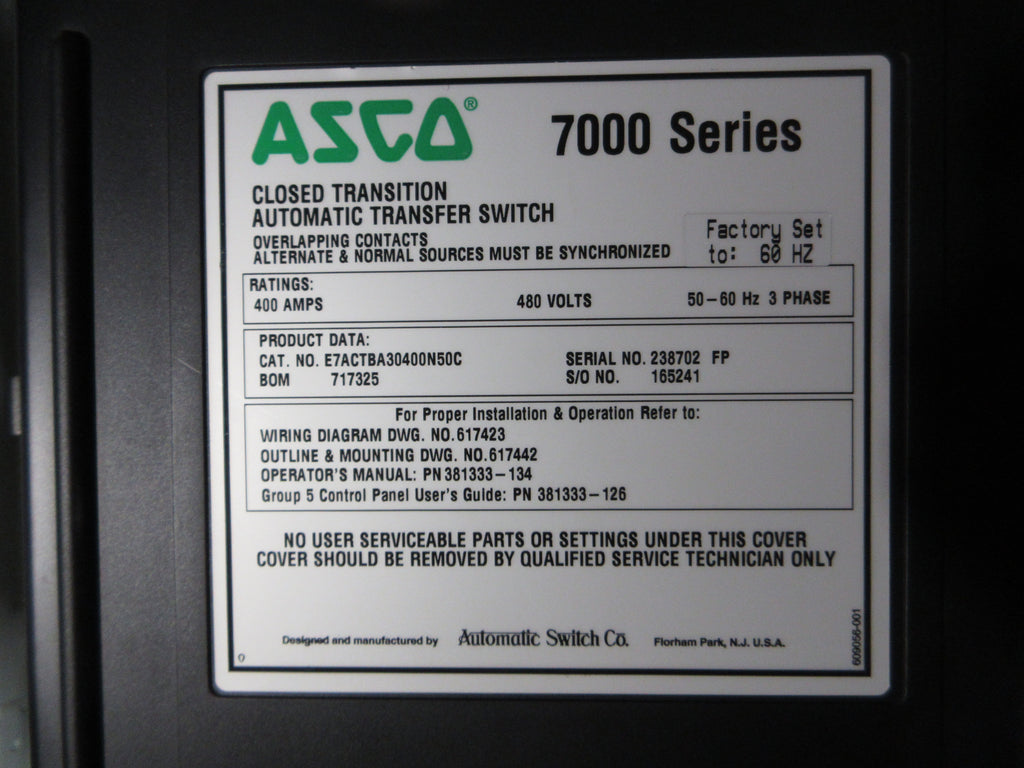 ASCO®
7000 Series
CLOSED TRANSITION
AUTOMATIC TRANSFER SWITCH
OVERLAPPING CONTACTS
ALTERNATE & NORMAL SOURCES MUST BE SYNCHRONIZED
Factory Set
to: 60 HZ
RATINGS:
400 AMPS 480 VOLTS 50-60 Hz 3 PHASE
PRODUCT DATA:
CAT. NO. E7ACTBA30400N50C SERIAL NO. 238702 FP
BOM 717325 S/O NO. 165241
For Proper Installation & Operation Refer to:
WIRING DIAGRAM DWG. NO.617423
OUTLINE & MOUNTING DWG. NO.617442
OPERATOR'S MANUAL: PN 381333-134
Group 5 Control Panel User's Guide: PN 381333-126
NO USER SERVICEABLE PARTS OR SETTINGS UNDER THIS COVER
COVER SHOULD BE REMOVED BY QUALIFIED SERVICE TECHNICIAN ONLY
Designed and manufactured by Automatic Switch Co. Florham Park, N.J. U.S.A.
0
609056-001